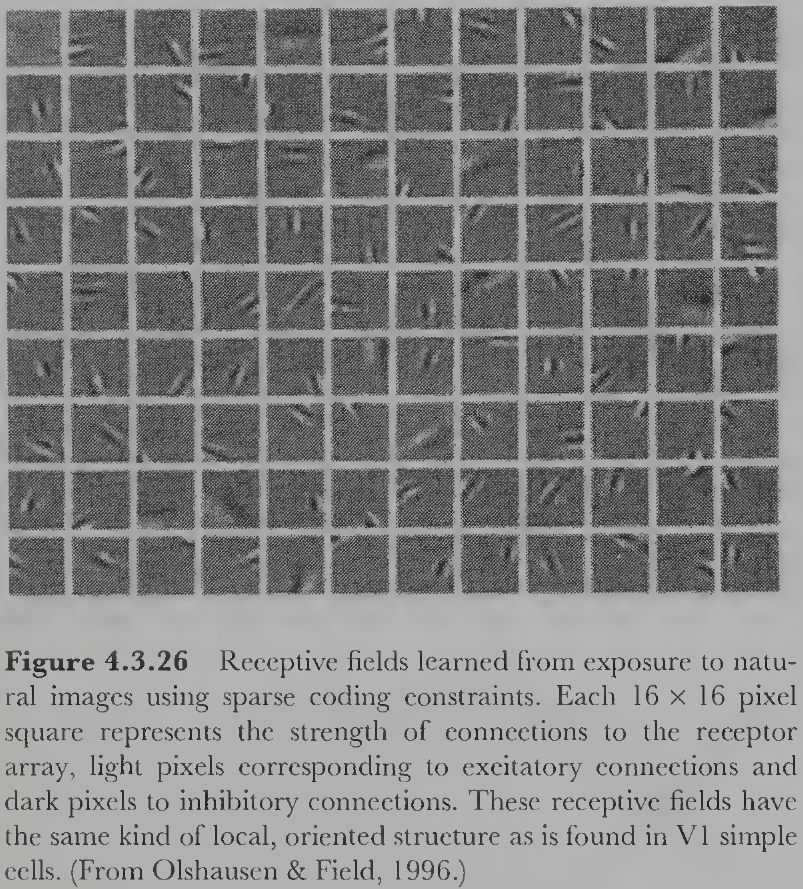 Figure 4.3.26 Receptive fields learned from exposure to natu-
ral images using sparse coding constraints. Each 16 × 16 pixel
square represents the strength of connections to the receptor
array, light pixels corresponding to excitatory connections and
dark pixels to inhibitory connections. These receptive fields have
the same kind of local, oriented structure as is found in V1 simple
cells. (From Olshausen & Field, 1996.)